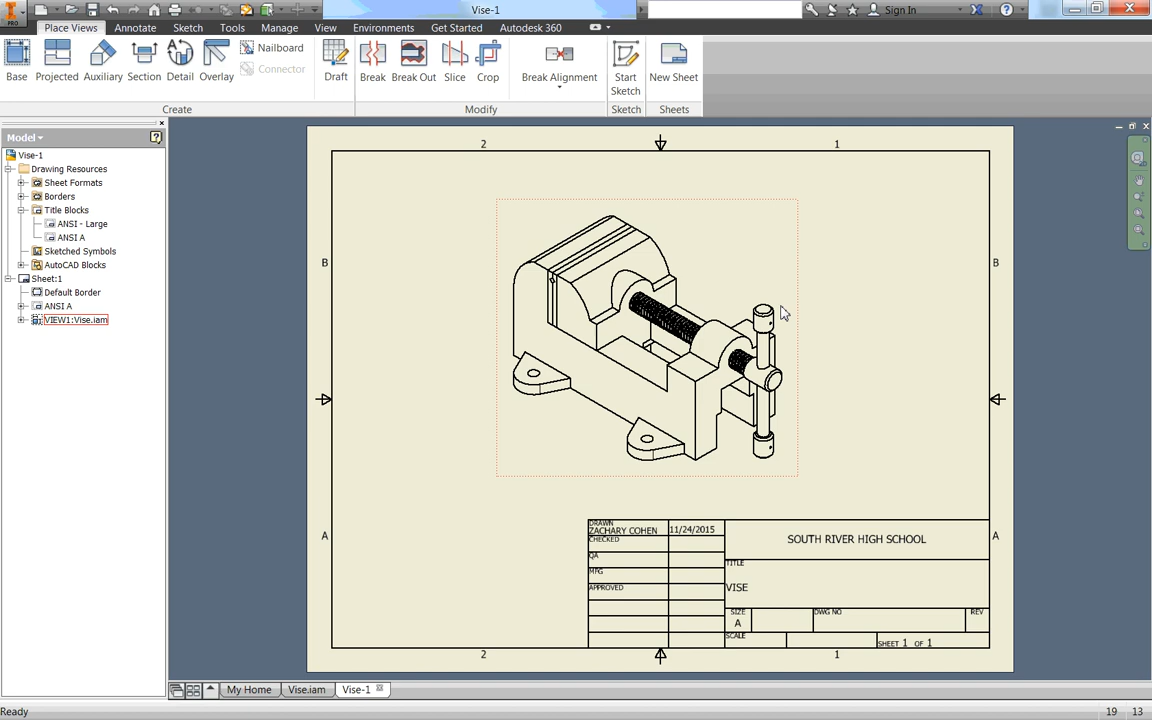 PRO
Vise-1
Sign In
Place Views Annotate Sketch Tools Manage View Environments Get Started Autodesk 360
Base
Projected
Auxiliary
Section
Detail
Overlay
Nailboard
Connector
Draft
Break
Break Out
Slice
Crop
Break Alignment
Start
Sketch
New Sheet
Create
Modify
Sketch
Sheets
Model
Vise-1
Drawing Resources
Sheet Formats
Borders
Title Blocks
ANSI - Large
ANSI A
Sketched Symbols
AutoCAD Blocks
Sheet:1
Default Border
ANSI A
VIEW1:Vise.iam
2 1
B B
A A
DRAWN
ZACHARY COHEN 11/24/2015
CHECKED
QA
MFG
APPROVED
SOUTH RIVER HIGH SCHOOL
TITLE
VISE
SIZE
A
DWG NO
REV
SCALE
SHEET 1 OF 1
2 1
My Home Vise.iam Vise-1
Ready
19 13